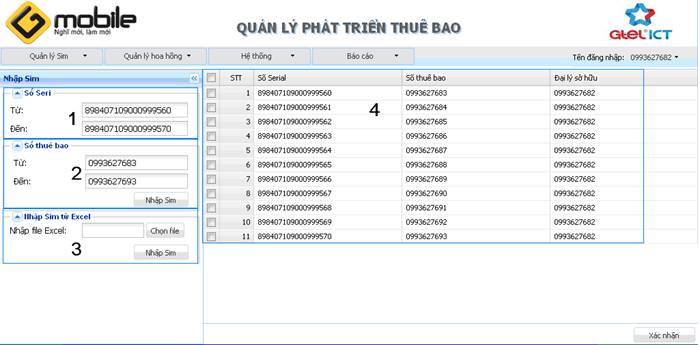 Gmobile
Nghĩ mới, làm mới
QUẢN LÝ PHÁT TRIỂN THUÊ BAO
Gtel ICT
Quản lý Sim Quản lý hoa hồng Hệ thống Báo cáo Tên đăng nhập: 0993627682
Nhập Sim
Số Seri
Từ: 898407109000999560
1
Đến: 898407109000999570
Số thuê bao
Từ: 0993627683
2
Đến: 0993627693
Nhập Sim
Nhập Sim từ Excel
Nhập file Excel: Chọn file
3
Nhập Sim
STT Số Serial Số thuê bao Đại lý sở hữu
1 898407109000999560 0993627683 0993627682
4
2 898407109000999561 0993627684 0993627682
3 898407109000999562 0993627685 0993627682
4 898407109000999563 0993627686 0993627682
5 898407109000999564 0993627687 0993627682
6 898407109000999565 0993627688 0993627682
7 898407109000999566 0993627689 0993627682
8 898407109000999567 0993627690 0993627682
9 898407109000999568 0993627691 0993627682
10 898407109000999569 0993627692 0993627682
11 898407109000999570 0993627693 0993627682
Xác nhận